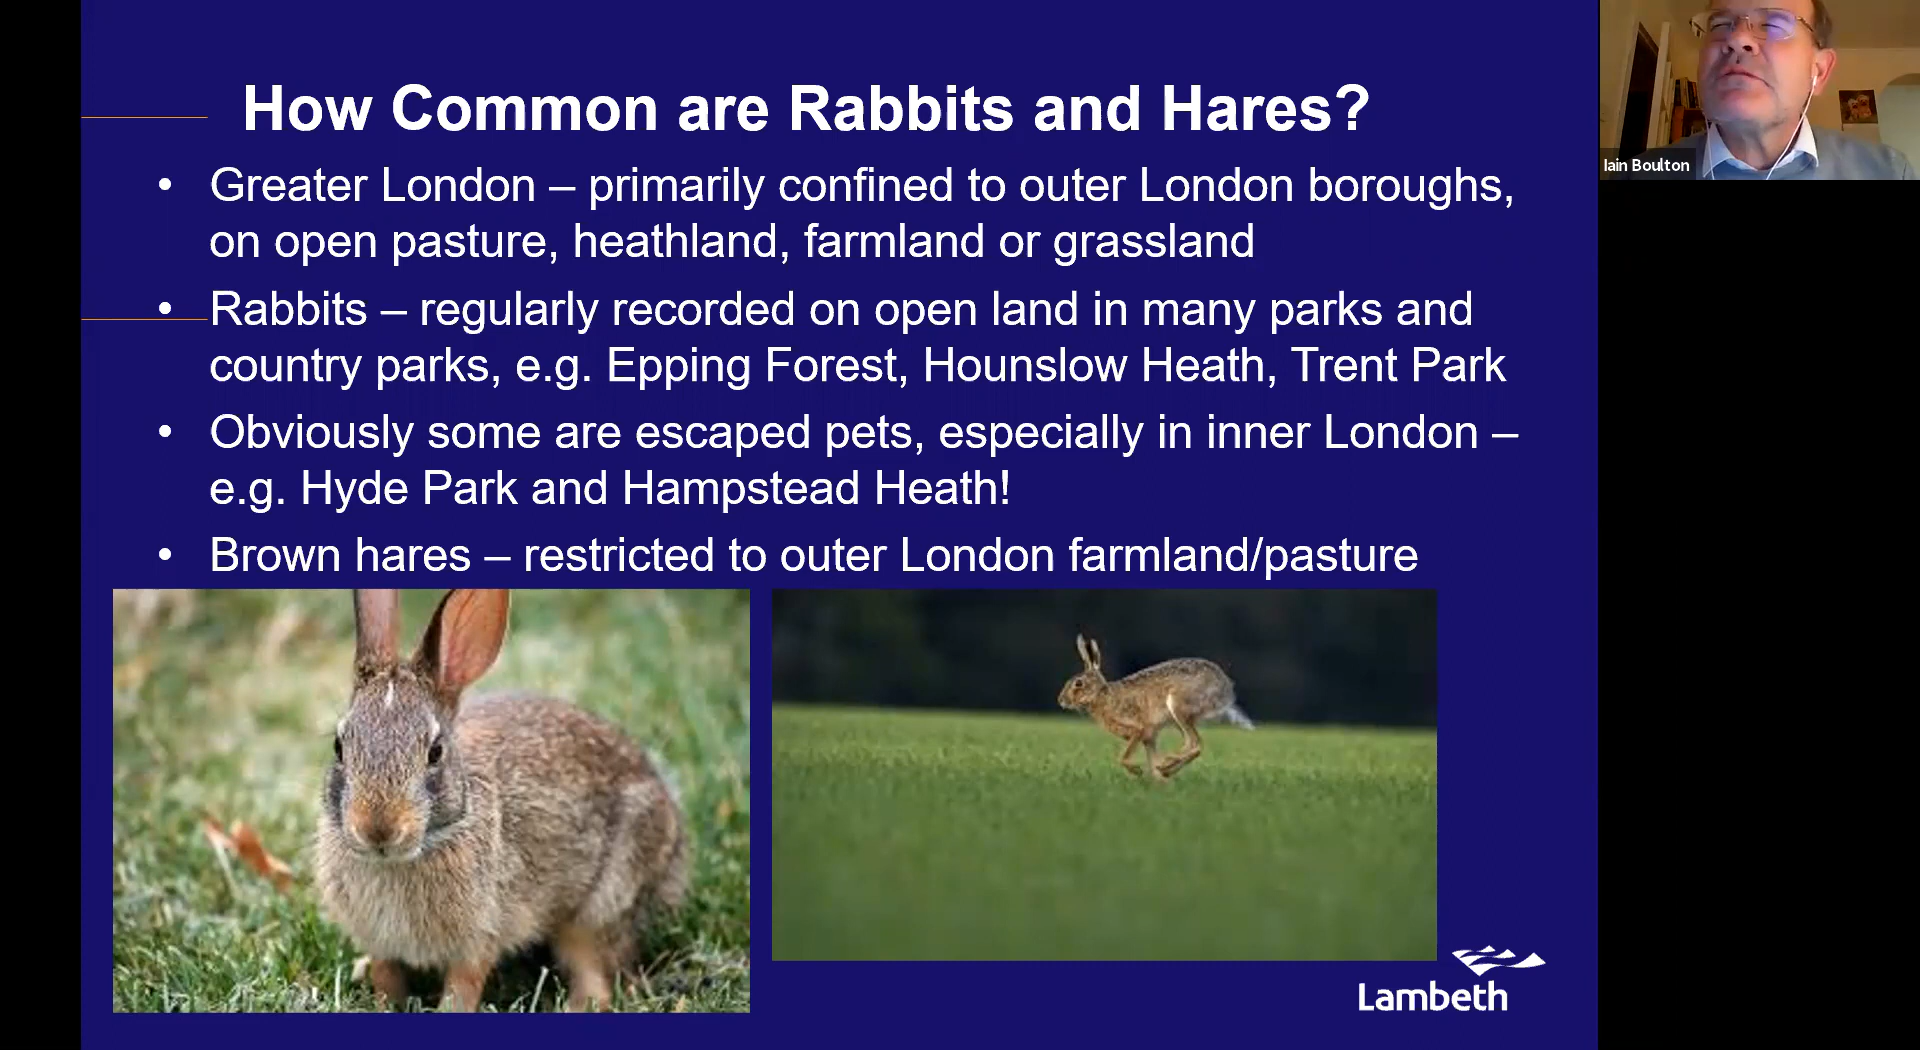 How Common are Rabbits and Hares?
• Greater London – primarily confined to outer London boroughs,
on open pasture, heathland, farmland or grassland
• Rabbits – regularly recorded on open land in many parks and
country parks, e.g. Epping Forest, Hounslow Heath, Trent Park
• Obviously some are escaped pets, especially in inner London –
e.g. Hyde Park and Hampstead Heath!
• Brown hares – restricted to outer London farmland/pasture
Lambeth
Iain Boulton